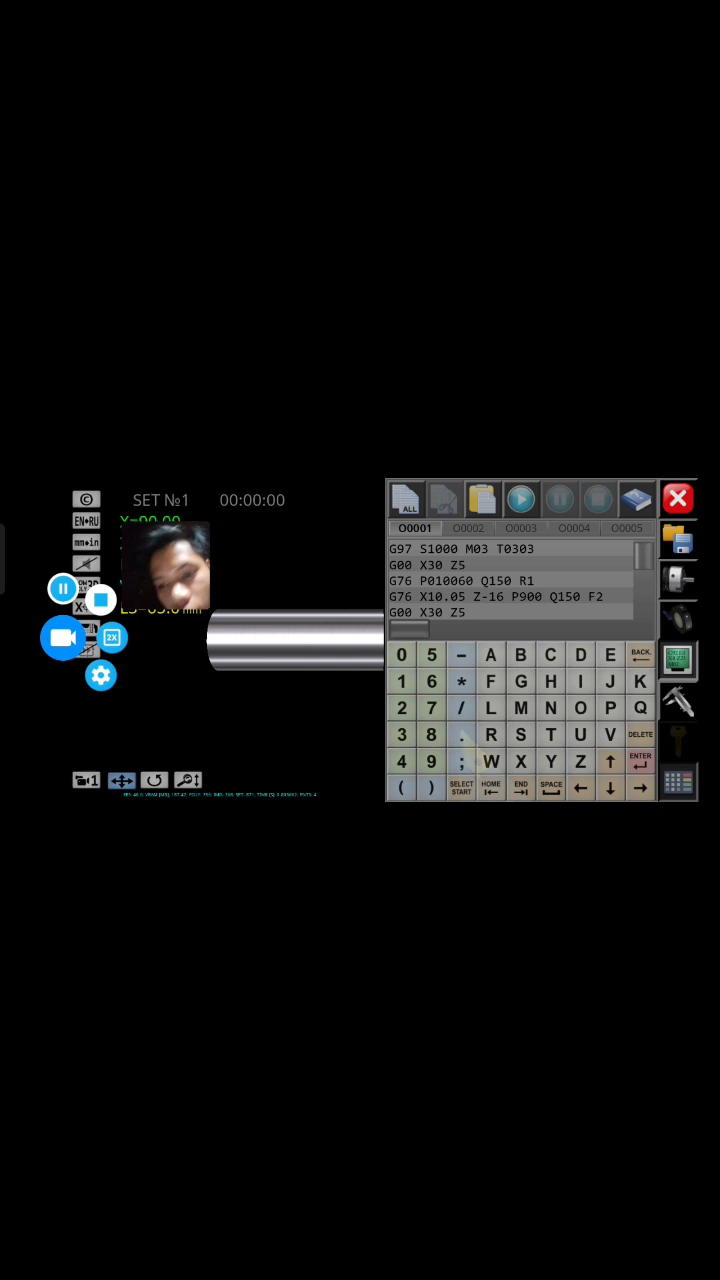 ©
SET №1 00:00:00
ALL
EN RU
X=90.00
mm in
O0001 O0002 O0003 O0004 O0005
G97 S1000 M03 T0303
G00 X30 Z5
G76 P010060 Q150 R1
G76 X10.05 Z-16 P900 Q150 F2
G00 X30 Z5
2X
0 5 - A B C D E BACK.
1 6 * F G H I J K
2 7 / L M N O P Q
3 8 . R S T U V DELETE
4 9 ; W X Y Z ↑ ENTER
( ) SELECT START HOME END SPACE ← ↓ →
1